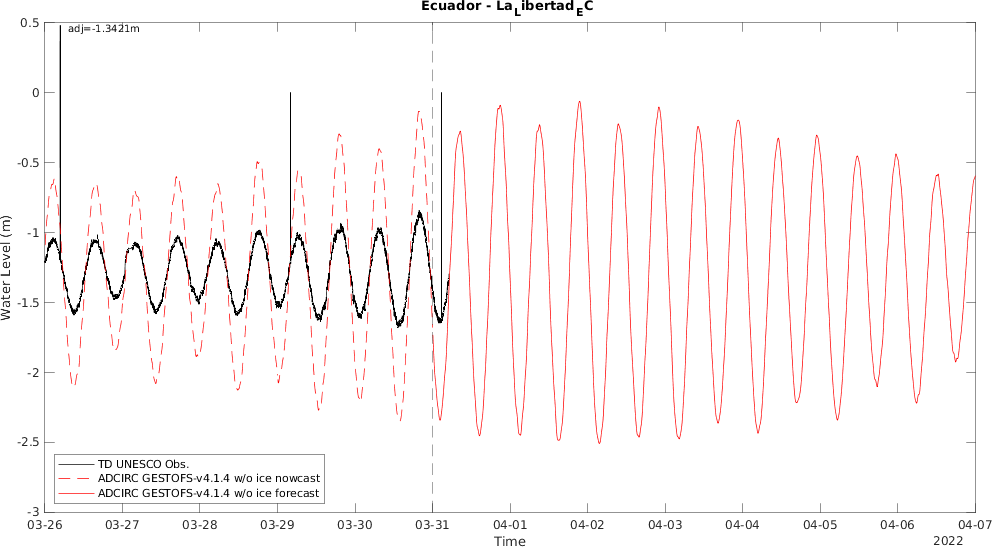 Ecuador - LaLibertadEC
adj=-1.3421m
0.5
0
-0.5
-1
-1.5
-2
-2.5
-3
Water Level (m)
TD UNESCO Obs.
ADCIRC GESTOFS-v4.1.4 w/o ice nowcast
ADCIRC GESTOFS-v4.1.4 w/o ice forecast
03-26 03-27 03-28 03-29 03-30 03-31 04-01 04-02 04-03 04-04 04-05 04-06 04-07
Time
2022